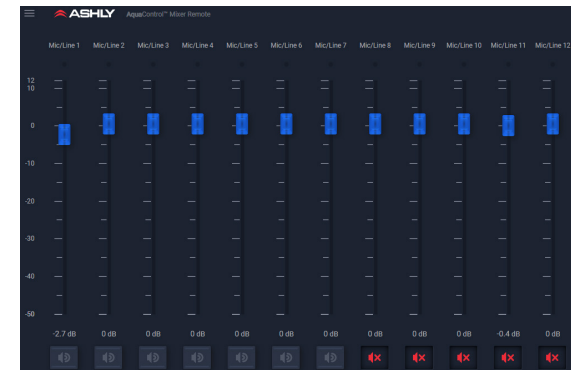 ASHLY AquaControl™ Mixer Remote
Mic/Line 1 Mic/Line 2 Mic/Line 3 Mic/Line 4 Mic/Line 5 Mic/Line 6 Mic/Line 7 Mic/Line 8 Mic/Line 9 Mic/Line 10 Mic/Line 11 Mic/Line 12
12
10
0
-10
-20
-30
-40
-50
-2.7 dB 0 dB 0 dB 0 dB 0 dB 0 dB 0 dB 0 dB 0 dB 0 dB -0.4 dB 0 dB